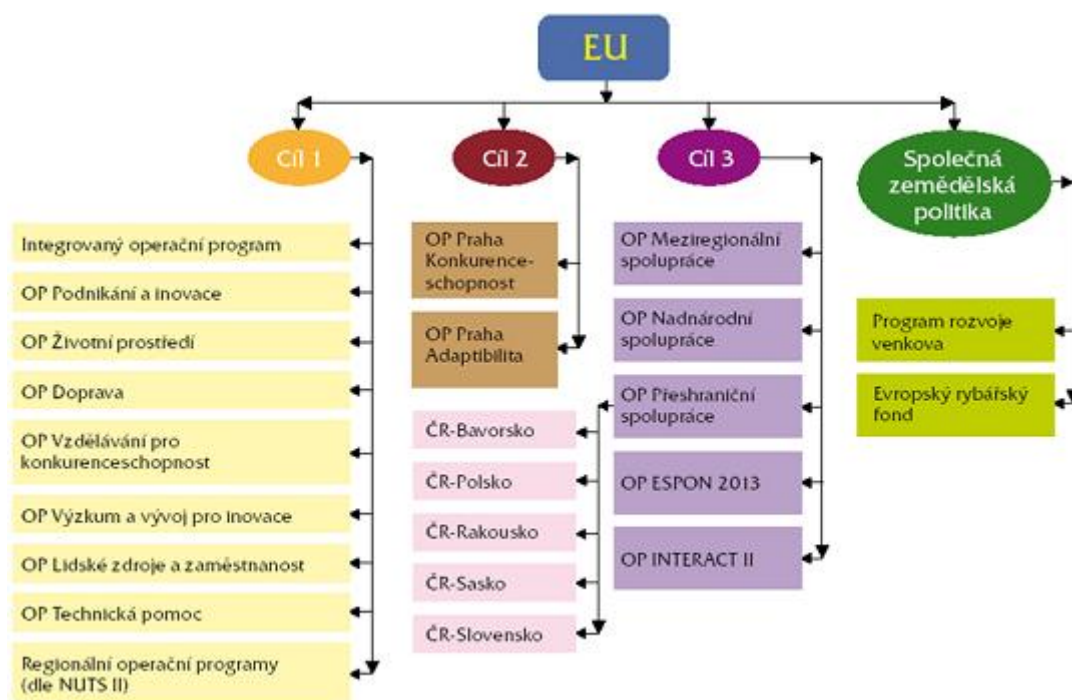 EU
Cíl 1
Cíl 2
Cíl 3
Společná
zemědělská
politika
Integrovaný operační program
OP Podnikání a inovace
OP Životní prostředí
OP Doprava
OP Vzdělávání pro
konkurenceschopnost
OP Výzkum a vývoj pro inovace
OP Lidské zdroje a zaměstnanost
OP Technická pomoc
Regionální operační programy
(dle NUTS II)
OP Praha
Konkurence-
schopnost
OP Praha
Adaptibilita
ČR-Bavorsko
ČR-Polsko
ČR-Rakousko
ČR-Sasko
ČR-Slovensko
OP Meziregionální
spolupráce
OP Nadnárodní
spolupráce
OP Přeshraniční
spolupráce
OP ESPON 2013
OP INTERACT II
Program rozvoje
venkova
Evropský rybářský
fond